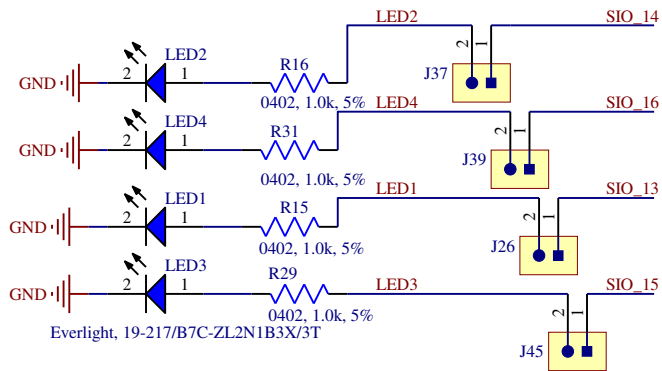 LED2 SIO_14
LED2 R16 2 1
GND 2 1 J37
0402, 1.0k, 5%
LED4 SIO_16
LED4 R31 2 1
GND 2 1 J39
0402, 1.0k, 5%
LED1 SIO_13
LED1 R15 2 1
GND 2 1 J26
0402, 1.0k, 5%
LED3 R29 LED3 SIO_15
GND 2 1 2 1
0402, 1.0k, 5%
Everlight, 19-217/B7C-ZL2N1B3X/3T J45